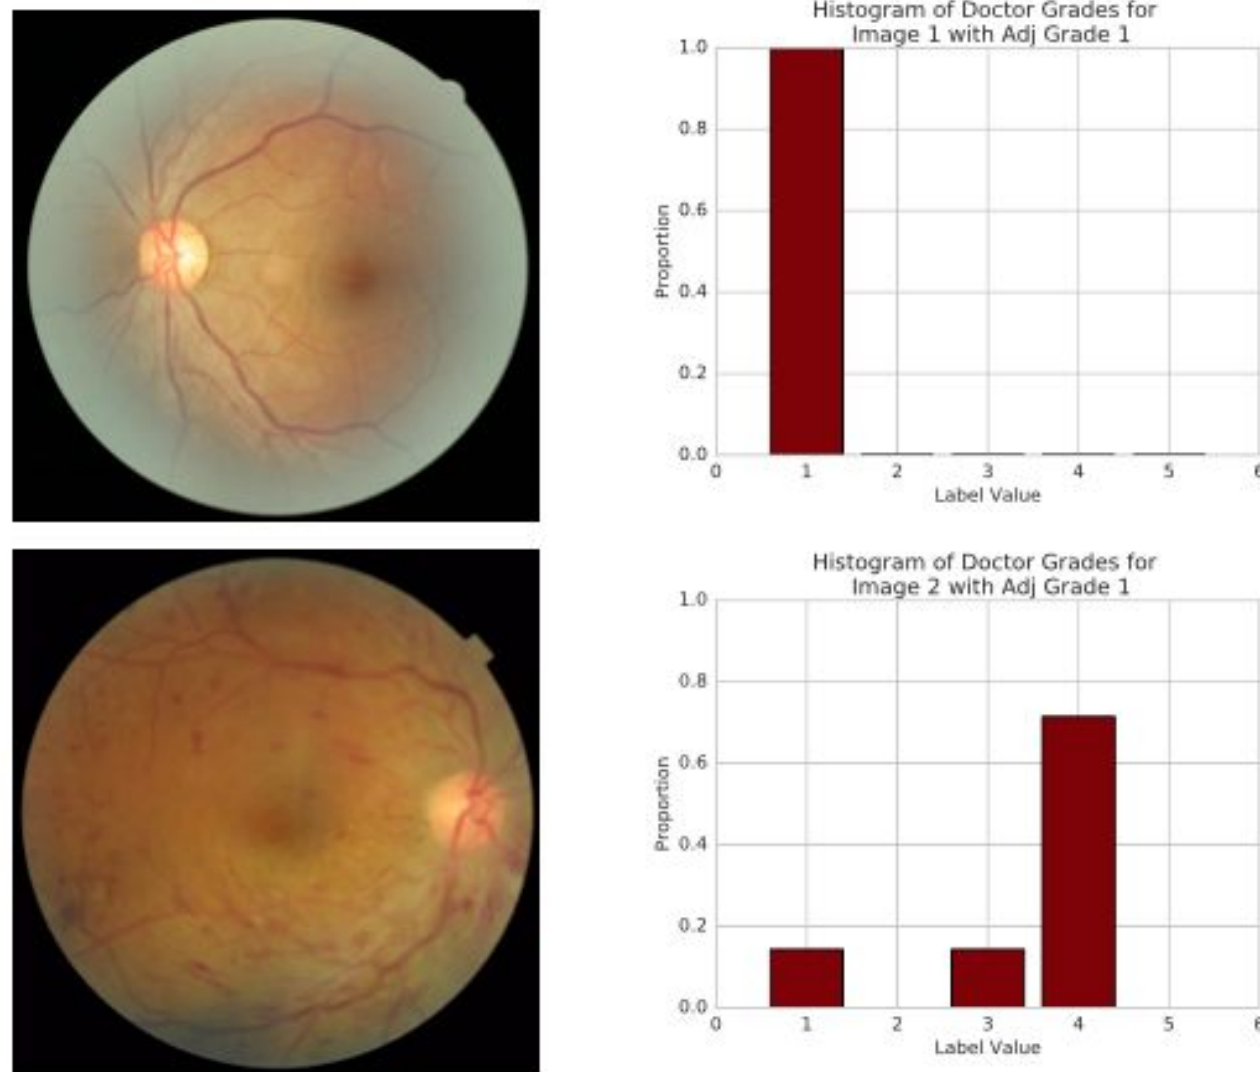 Histogram of Doctor Grades for
Image 1 with Adj Grade 1
Proportion
1.0
0.8
0.6
0.4
0.2
0.0
0 1 2 3 4 5 6
Label Value
Histogram of Doctor Grades for
Image 2 with Adj Grade 1
Proportion
1.0
0.8
0.6
0.4
0.2
0.0
0 1 2 3 4 5 6
Label Value